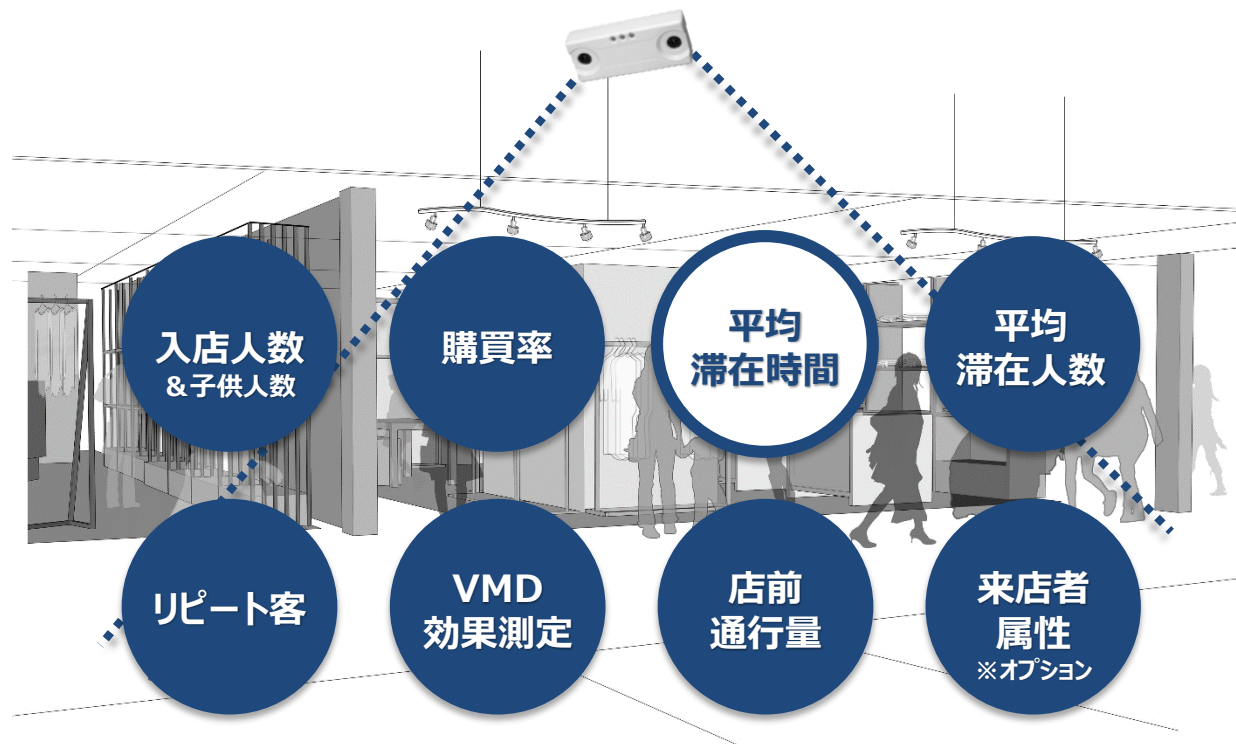 入店人数
&子供人数
購買率
平均
滞在時間
平均
滞在人数
リピート客
VMD
効果測定
店前
通行量
来店者
属性
※オプション